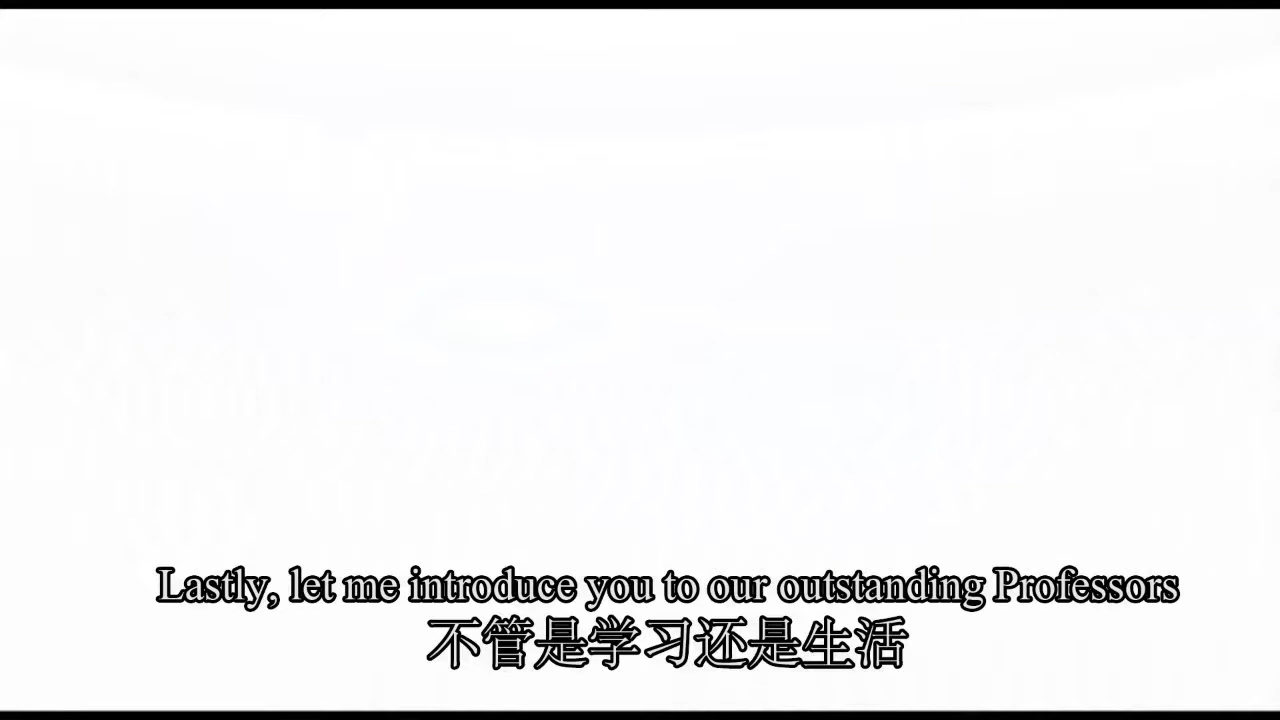 Lastly, let me introduce you to our outstanding Professors
不管是学习还是生活